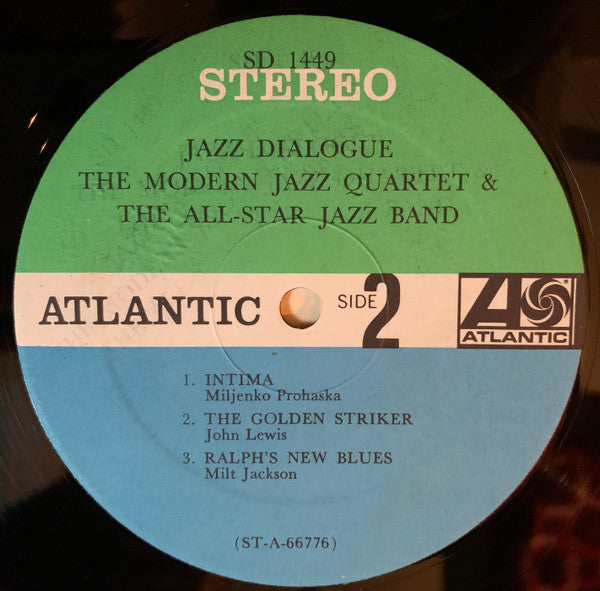 SD 1449
STEREO
JAZZ DIALOGUE
THE MODERN JAZZ QUARTET &
THE ALL-STAR JAZZ BAND
ATLANTIC SIDE 2
ATLANTIC
1. INTIMA
Miljenko Prohaska
2. THE GOLDEN STRIKER
John Lewis
3. RALPH'S NEW BLUES
Milt Jackson
(ST-A-66776)